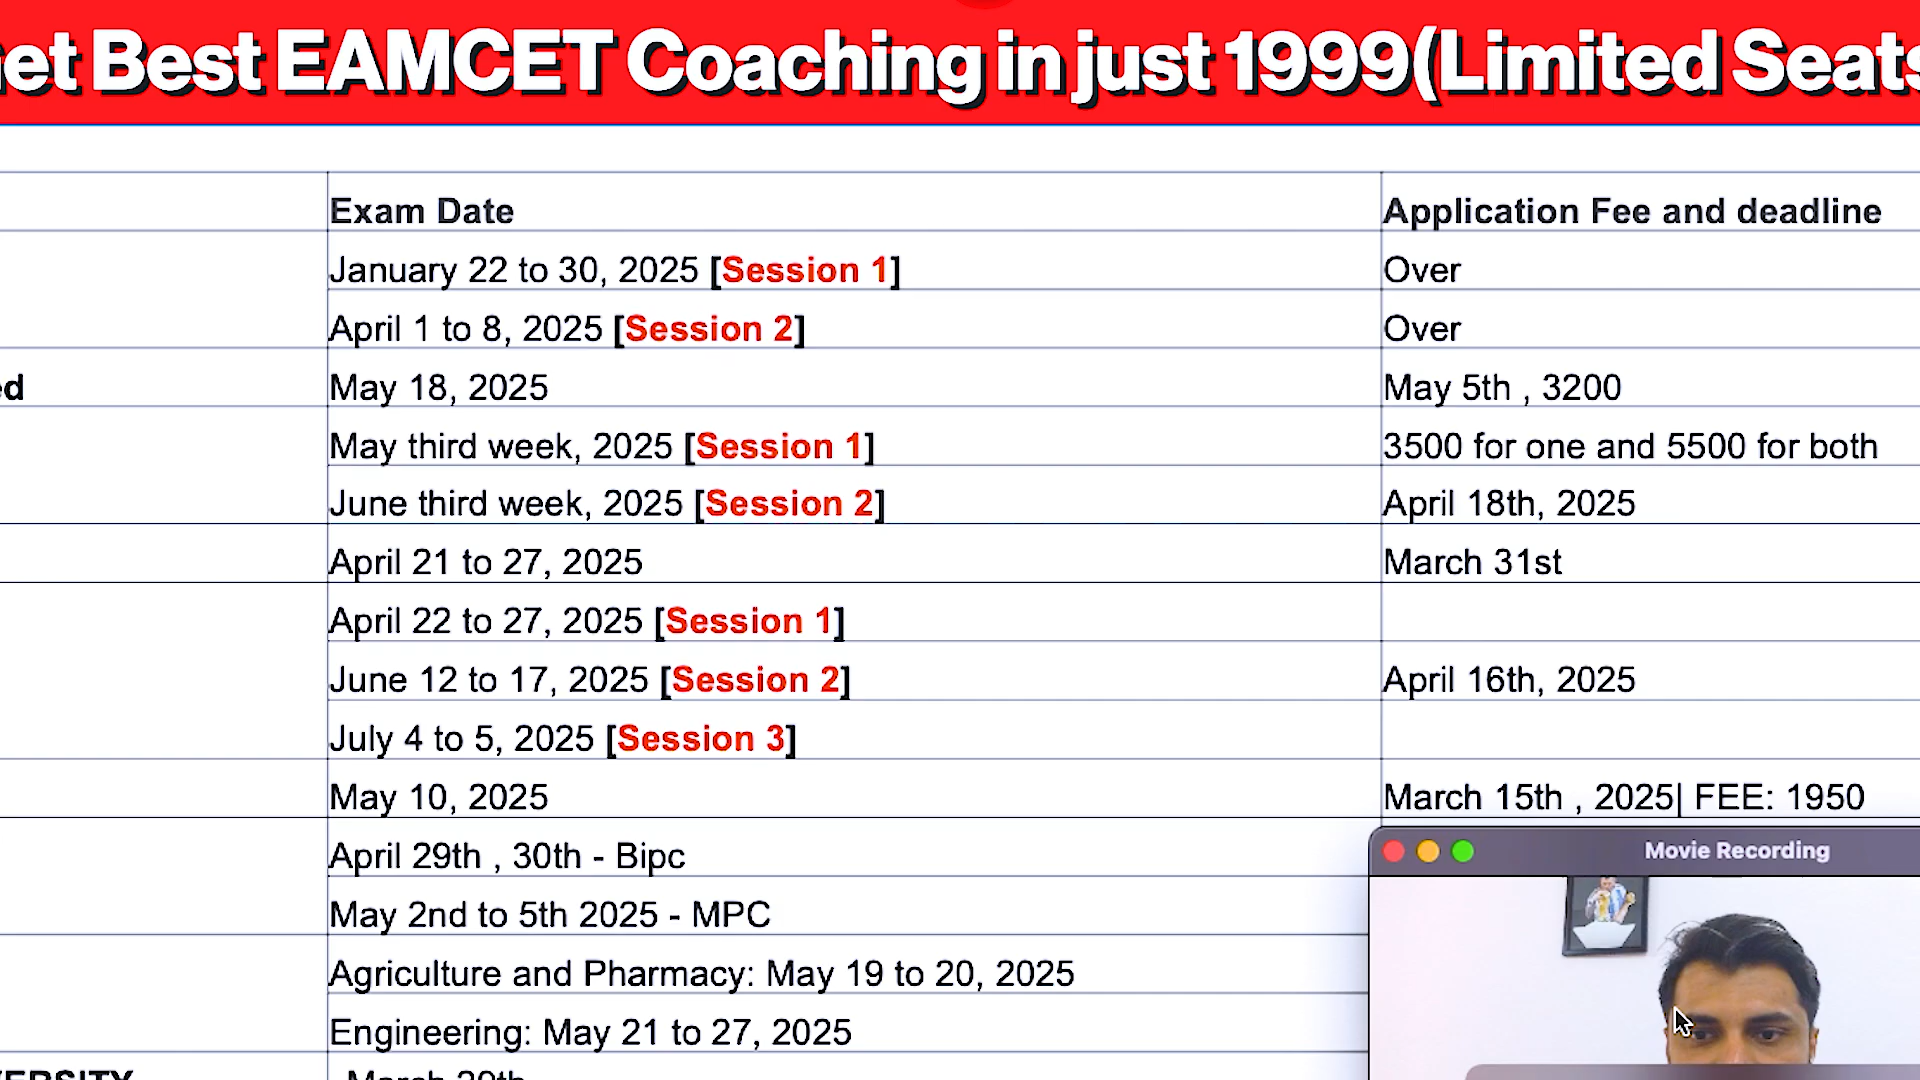 et Best EAMCET Coaching in just 1999(Limited Seats
Exam Date Application Fee and deadline
January 22 to 30, 2025 [Session 1] Over
April 1 to 8, 2025 [Session 2] Over
ed May 18, 2025 May 5th , 3200
May third week, 2025 [Session 1] 3500 for one and 5500 for both
June third week, 2025 [Session 2] April 18th, 2025
April 21 to 27, 2025 March 31st
April 22 to 27, 2025 [Session 1]
June 12 to 17, 2025 [Session 2] April 16th, 2025
July 4 to 5, 2025 [Session 3]
May 10, 2025 March 15th , 2025| FEE: 1950
April 29th , 30th - Bipc
Movie Recording
May 2nd to 5th 2025 - MPC
Agriculture and Pharmacy: May 19 to 20, 2025
Engineering: May 21 to 27, 2025